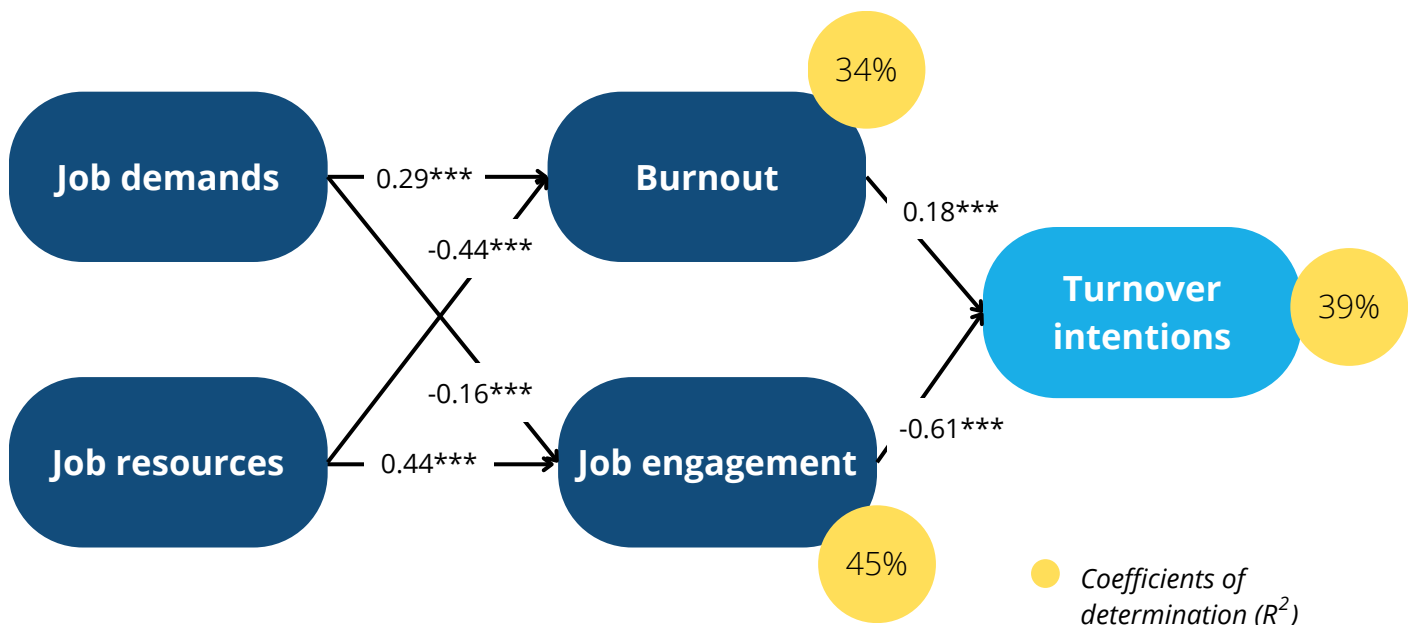 34%
Job demands
0.29***
Burnout
0.18***
-0.44***
Turnover
intentions
39%
-0.16***
-0.61***
Job resources
0.44***
Job engagement
45%
Coefficients of
determination (R²)